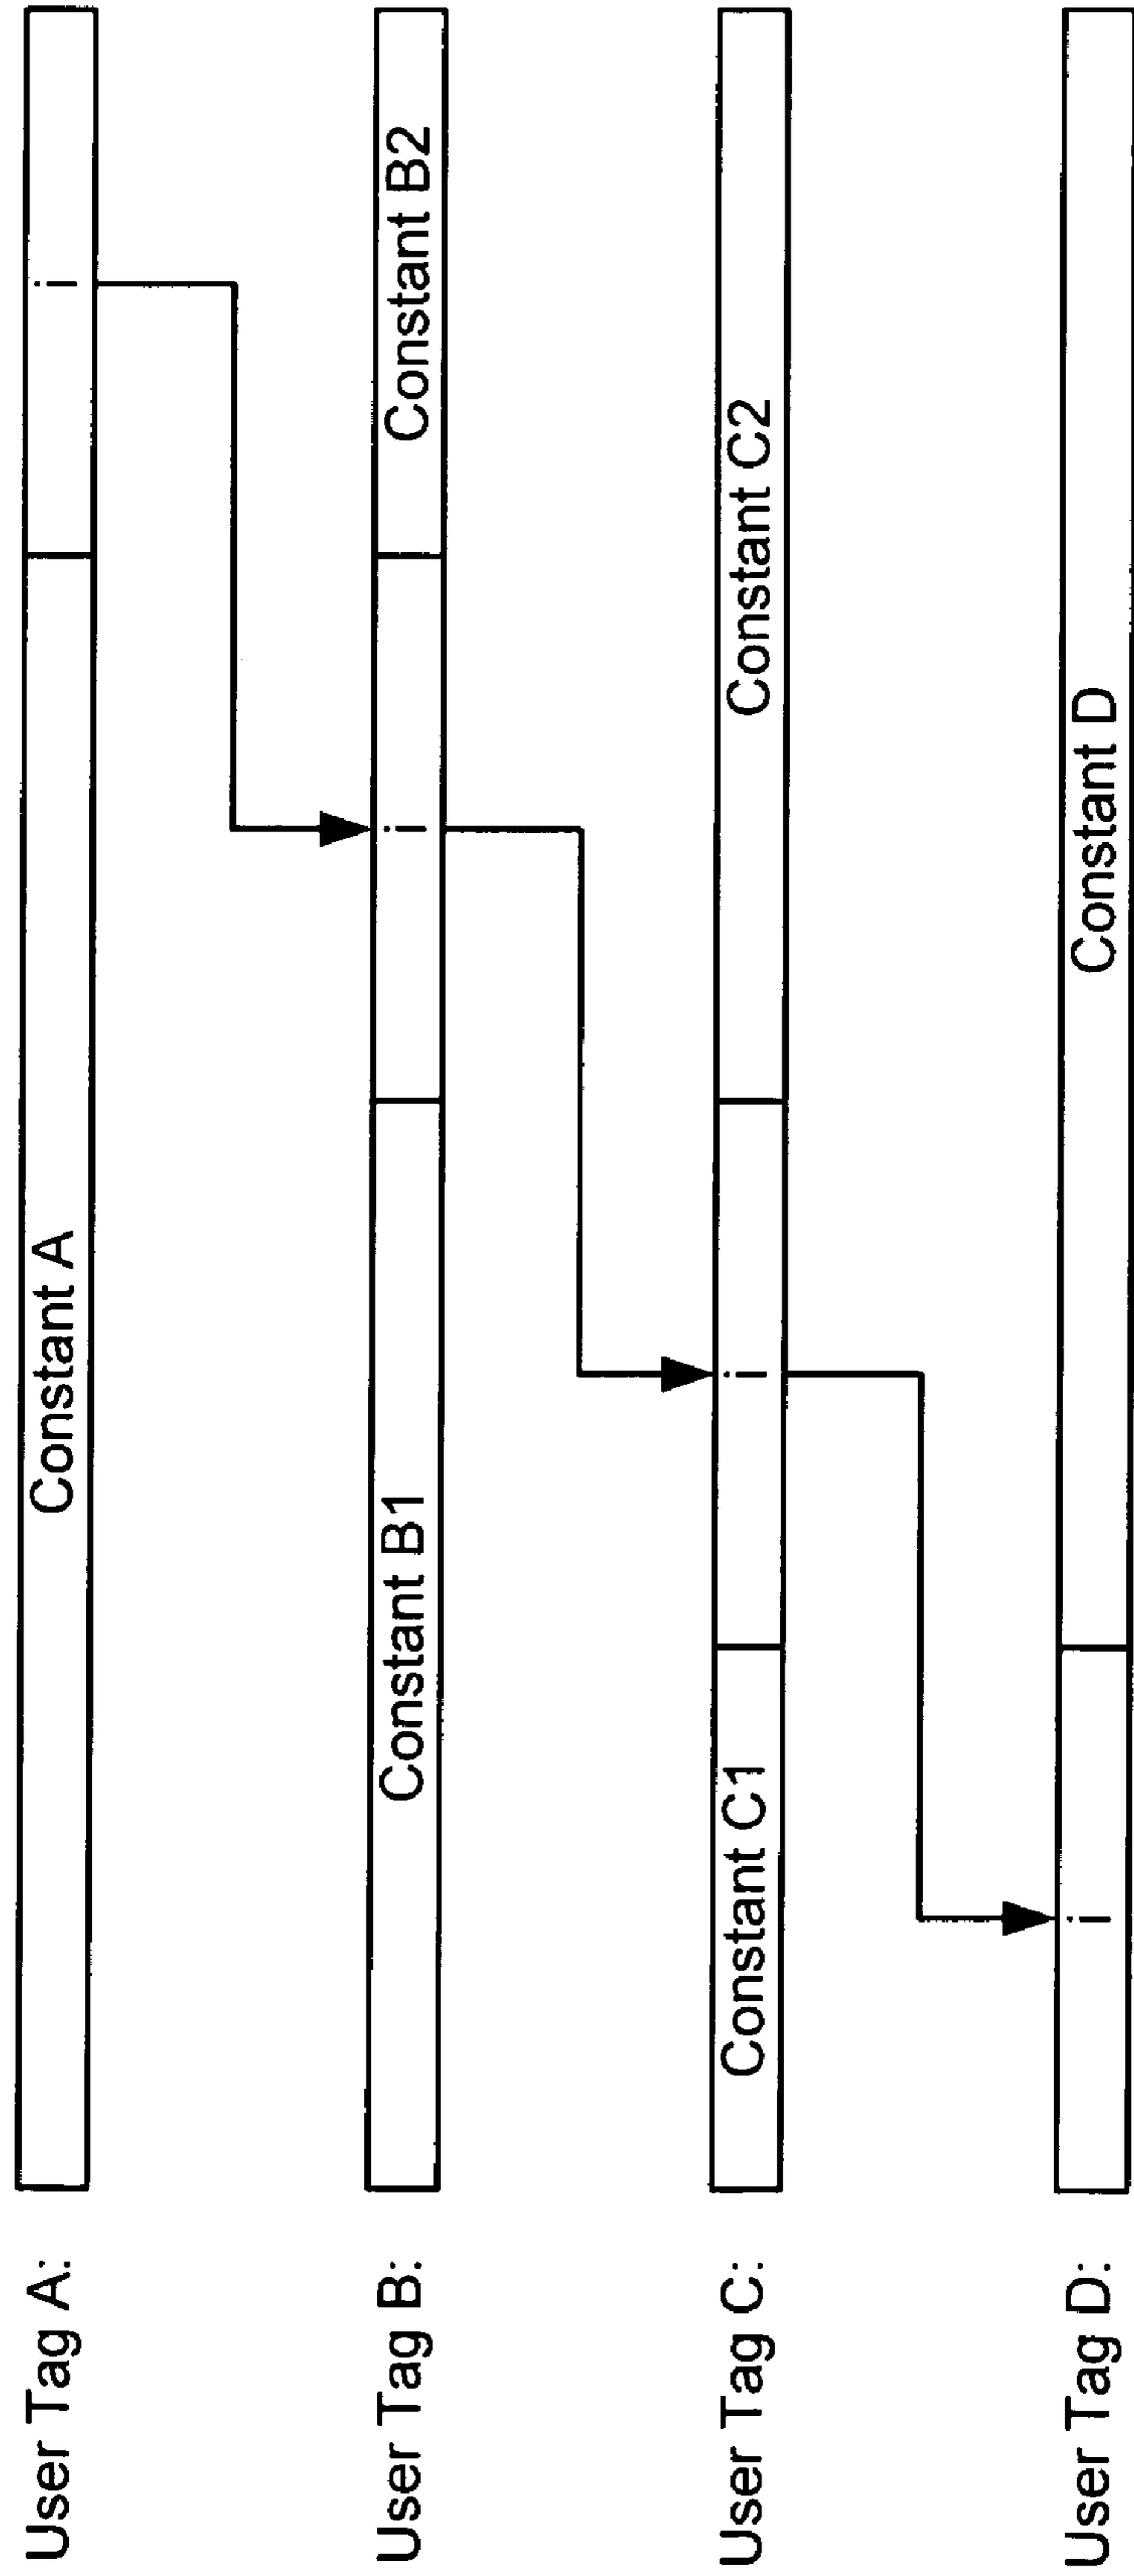 User Tag A: Constant A i
User Tag B: Constant B1 i Constant B2
User Tag C: Constant C1 i Constant C2
User Tag D: i Constant D